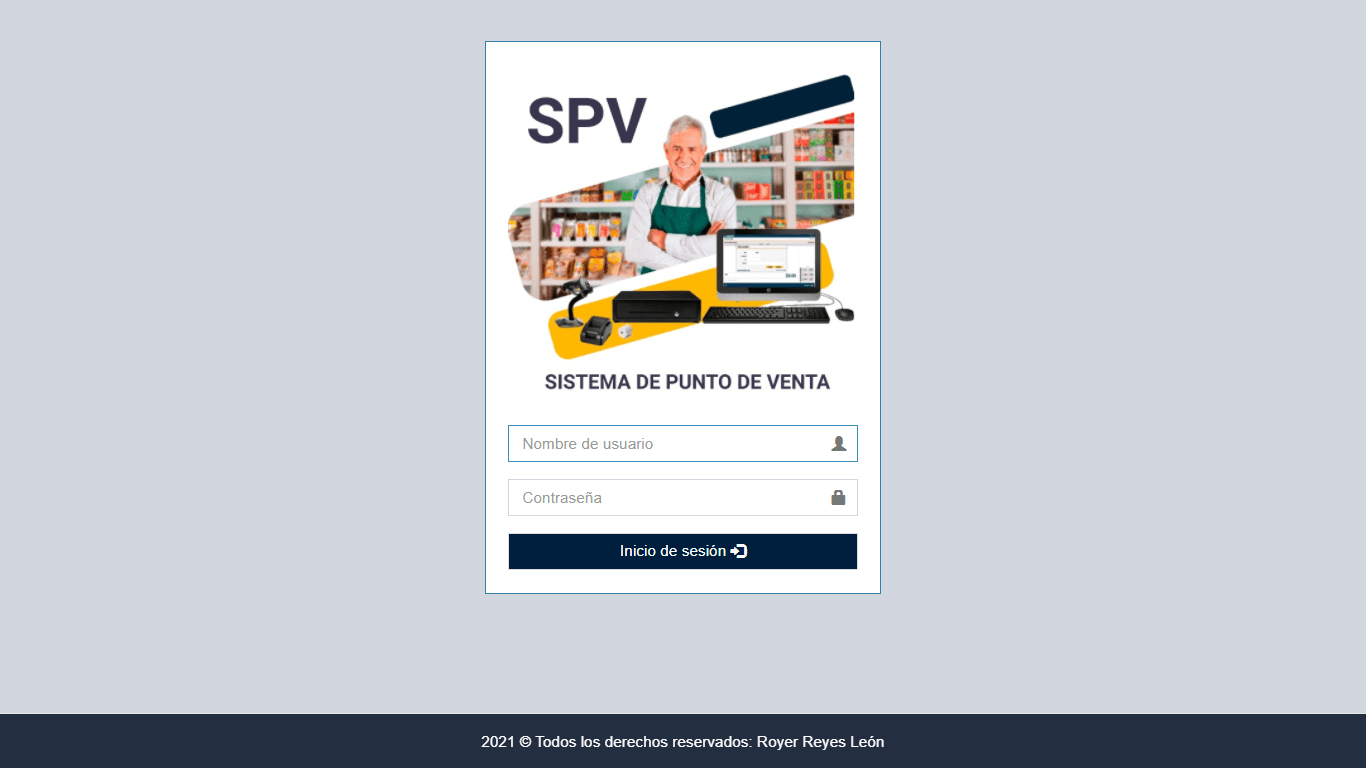 SPV
SISTEMA DE PUNTO DE VENTA
Nombre de usuario
Contraseña
Inicio de sesión
2021 © Todos los derechos reservados: Royer Reyes León